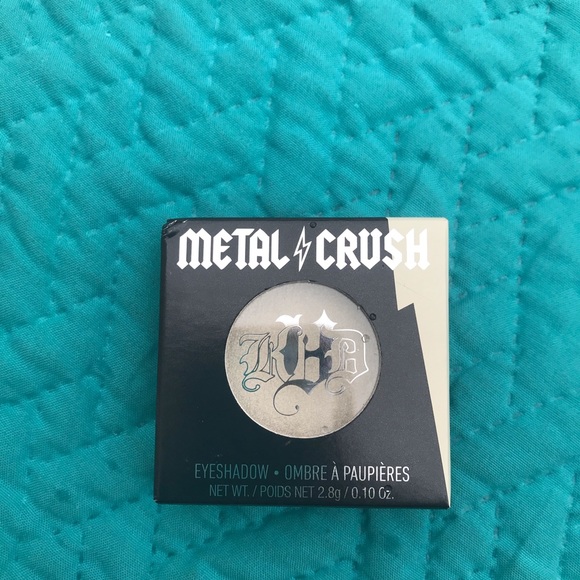 METAL CRUSH
KVD
EYESHADOW • OMBRE À PAUPIÈRES
NET WT. / POIDS NET 2.8g / 0.10 Oz.